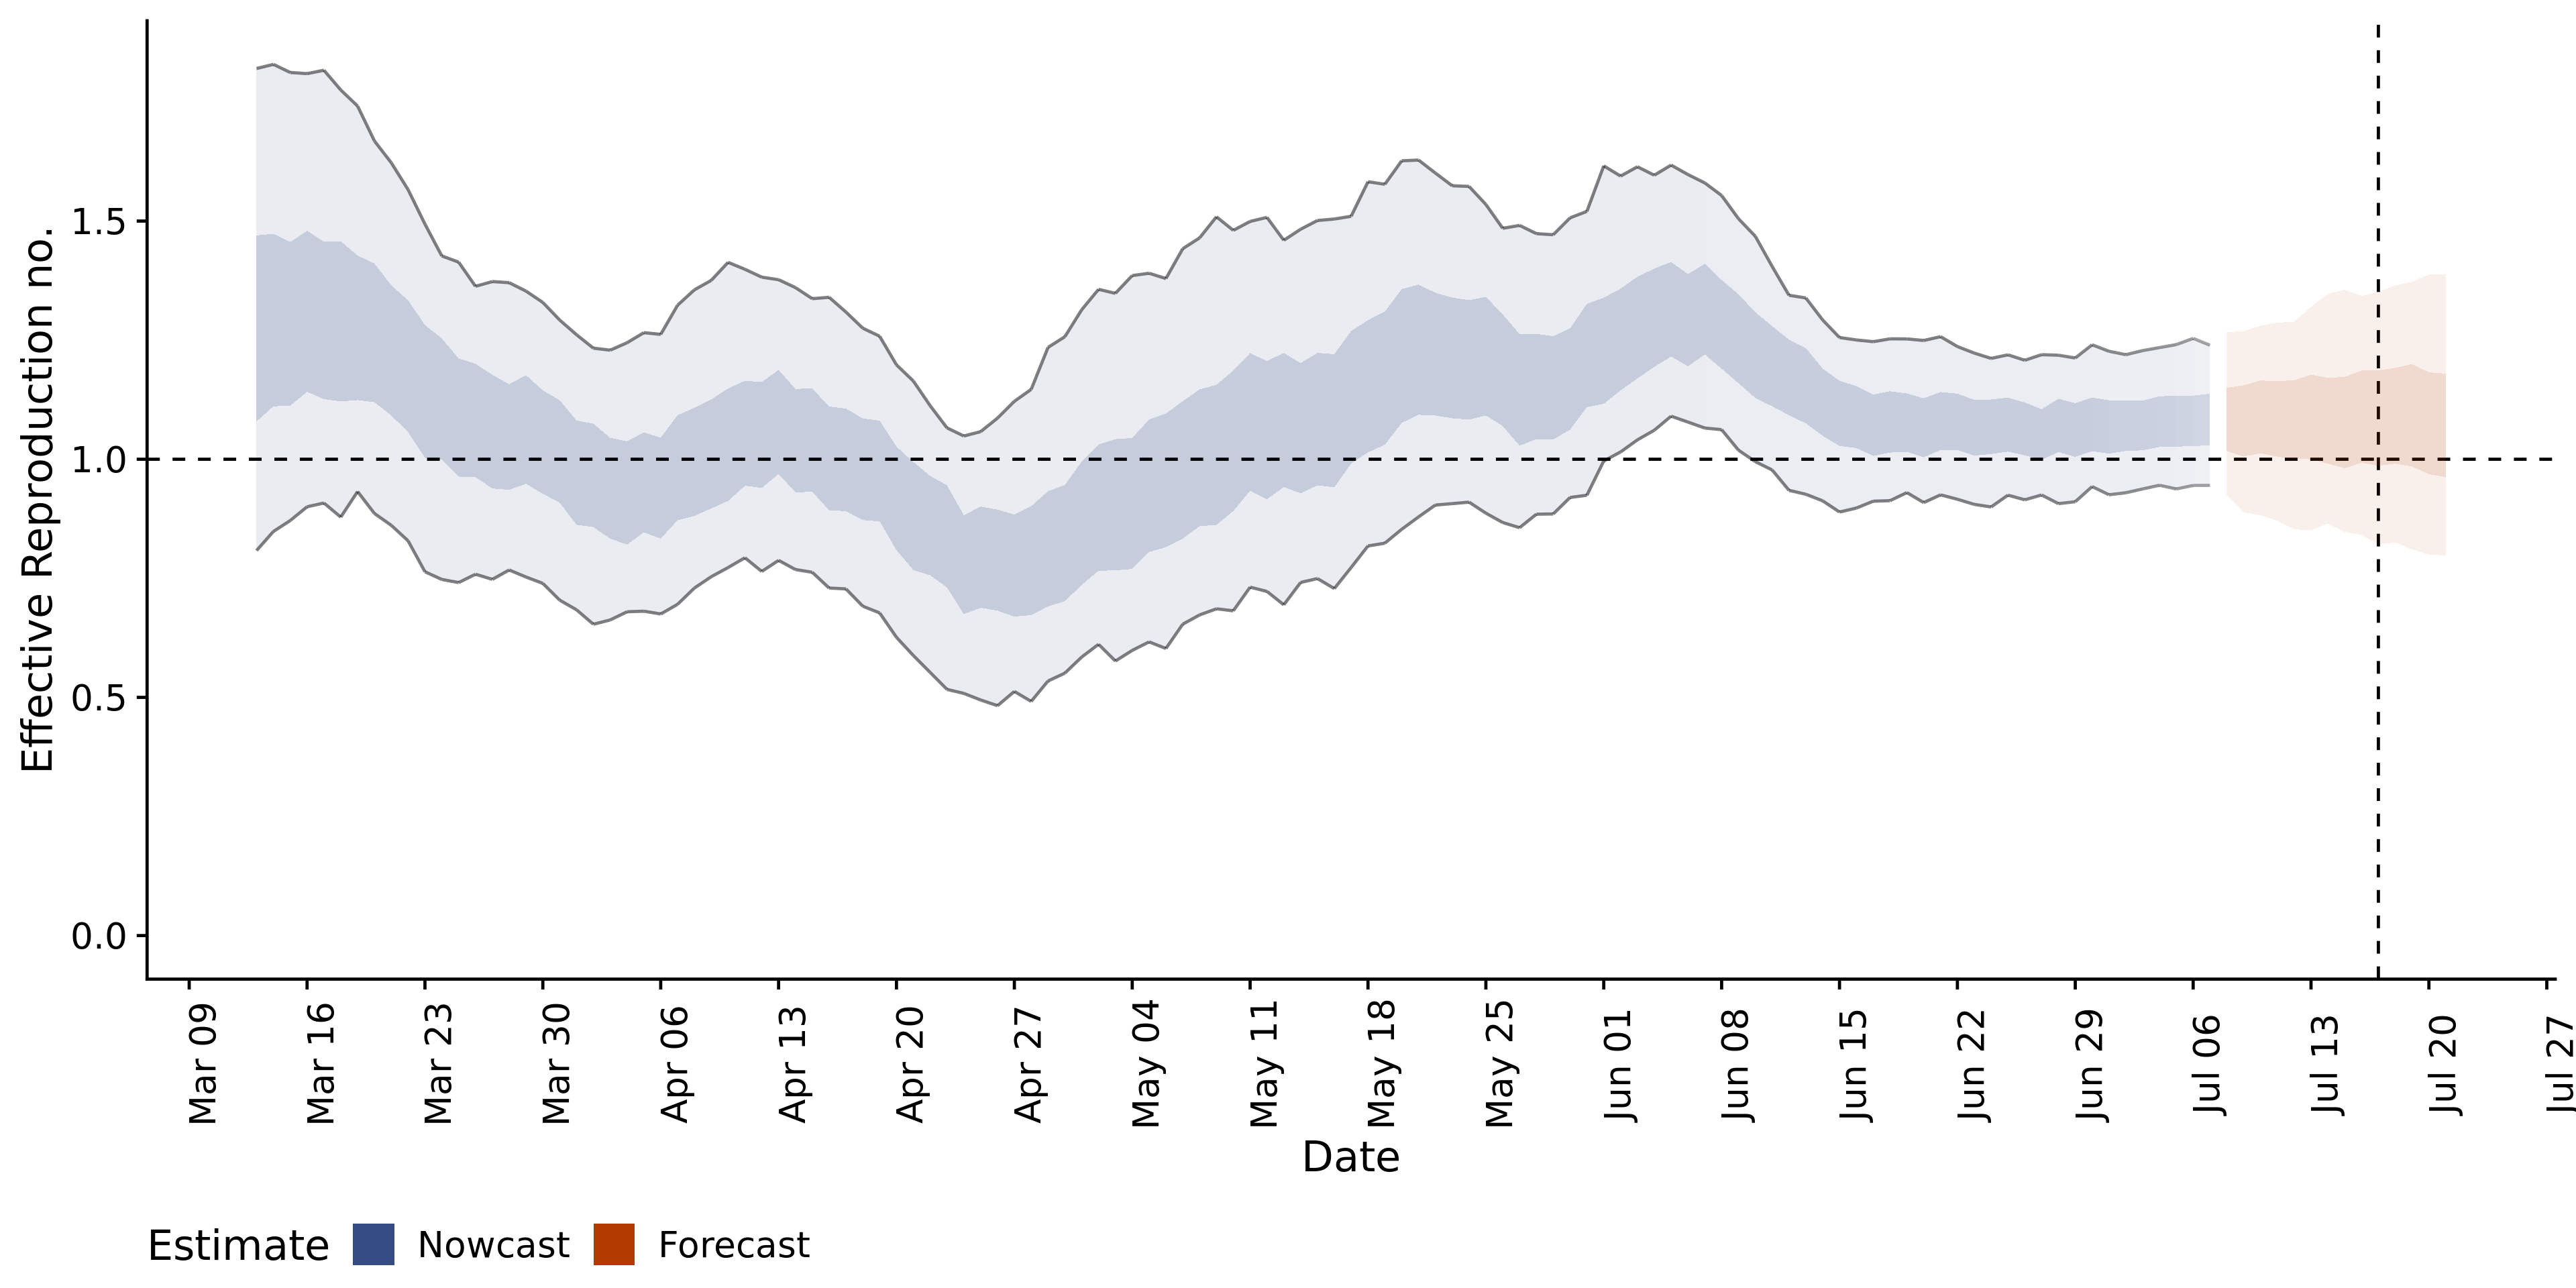 Effective Reproduction no.
1.5
1.0
0.5
0.0
Mar 09
Mar 16
Mar 23
Mar 30
Apr 06
Apr 13
Apr 20
Apr 27
May 04
May 11
May 18
May 25
Jun 01
Jun 08
Jun 15
Jun 22
Jun 29
Jul 06
Jul 13
Jul 20
Jul 27
Date
Estimate Nowcast Forecast